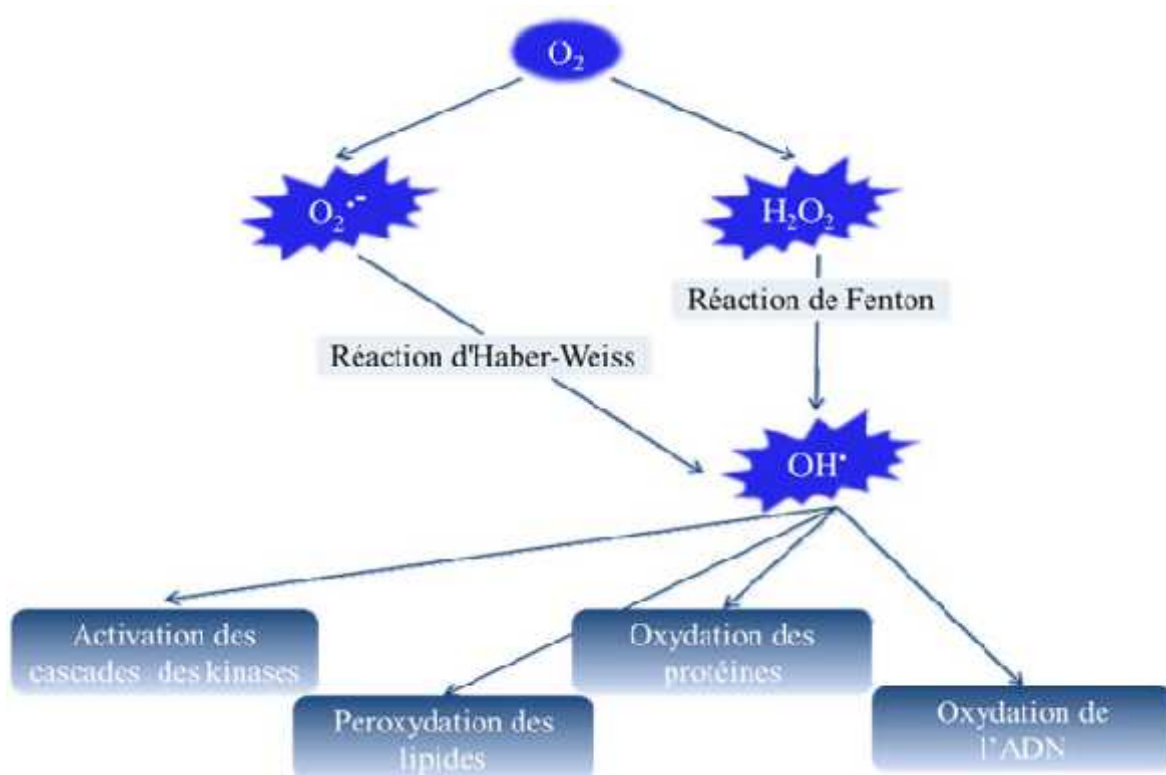 O₂
O₂•-
H₂O₂
Réaction de Fenton
Réaction d'Haber-Weiss
OH•
Activation des
cascades des kinases
Oxydation des
protéines
Peroxydation des
lipides
Oxydation de
l'ADN